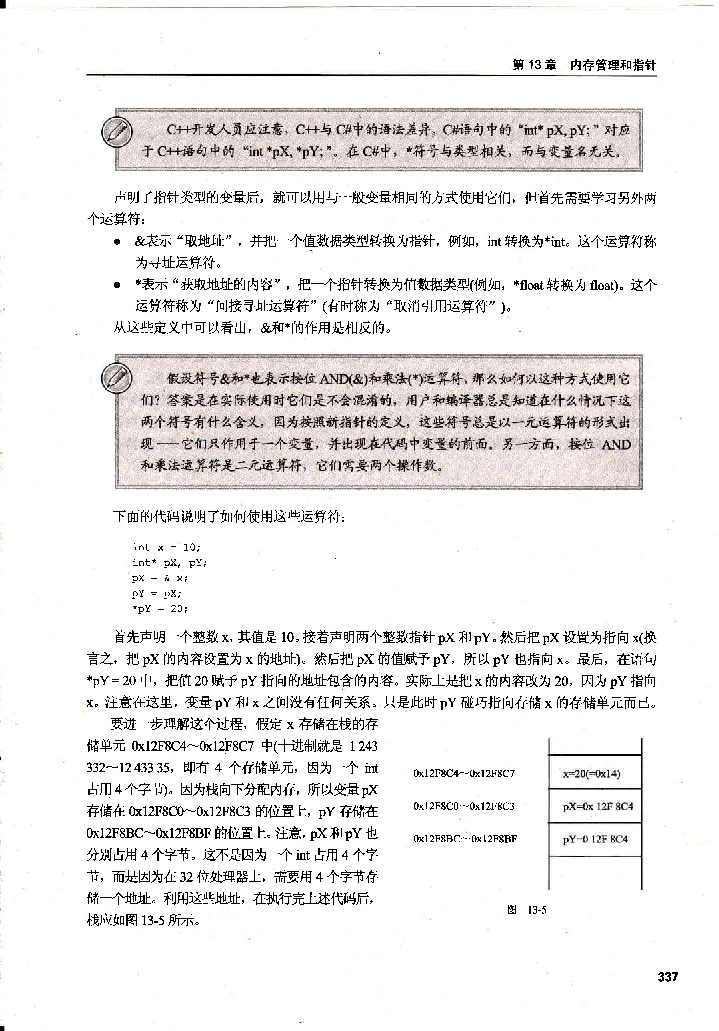 第 13 章　内存管理和指针
C++开发人员应注意，C++与 C#中的语法差异，C#语句中的“int* pX, pY;”对应
于 C++语句中的“int *pX, *pY;”。在 C#中，*符号与类型相关，而与变量名无关。
声明了指针类型的变量后，就可以用与一般变量相同的方式使用它们，但首先需要学习另外两
个运算符：
● &表示“取地址”，并把一个值数据类型转换为指针，例如，int 转换为*int。这个运算符称
为寻址运算符。
● *表示“获取地址的内容”，把一个指针转换为值数据类型(例如，*float 转换为 float)。这个
运算符称为“间接寻址运算符”(有时称为“取消引用运算符”)。
从这些定义中可以看出，&和*的作用是相反的。
假设符号&和*也表示按位 AND(&)和乘法(*)运算符，那么如何以这种方式使用它
们？答案是在实际使用时它们是不会混淆的，用户和编译器总是知道在什么情况下这
两个符号有什么含义，因为按照新指针的定义，这些符号总是以一元运算符的形式出
现——它们只作用于一个变量，并出现在代码中变量的前面。另一方面，按位 AND
和乘法运算符是二元运算符，它们需要两个操作数。
下面的代码说明了如何使用这些运算符：
int x = 10;
int* pX, pY;
pX = & x;
pY = pX;
*pY = 20;
首先声明一个整数 x，其值是 10。接着声明两个整数指针 pX 和 pY。然后把 pX 设置为指向 x(换
言之，把 pX 的内容设置为 x 的地址)。然后把 pX 的值赋予 pY，所以 pY 也指向 x。最后，在语句
*pY = 20 中，把值 20 赋予 pY 指向的地址包含的内容。实际上是把 x 的内容改为 20，因为 pY 指向
x。注意在这里，变量 pY 和 x 之间没有任何关系。只是此时 pY 碰巧指向存储 x 的存储单元而已。
要进一步理解这个过程，假定 x 存储在栈的存
储单元 0x12F8C4～0x12F8C7 中(十进制就是 1 243
332～12 433 35，即有 4 个存储单元，因为一个 int
占用 4 个字节)。因为栈向下分配内存，所以变量 pX
存储在 0x12F8C0～0x12F8C3 的位置上，pY 存储在
0x12F8BC～0x12F8BF 的位置上。注意，pX 和 pY 也
分别占用 4 个字节。这不是因为一个 int 占用 4 个字
节，而是因为在 32 位处理器上，需要用 4 个字节存
储一个地址。利用这些地址，在执行完上述代码后，
栈应如图 13-5 所示。
0x12F8C4～0x12F8C7 x=20(=0x14)
0x12F8C0～0x12F8C3 pX=0x 12F 8C4
0x12F8BC～0x12F8BF pY=0 12F 8C4
图 13-5
337